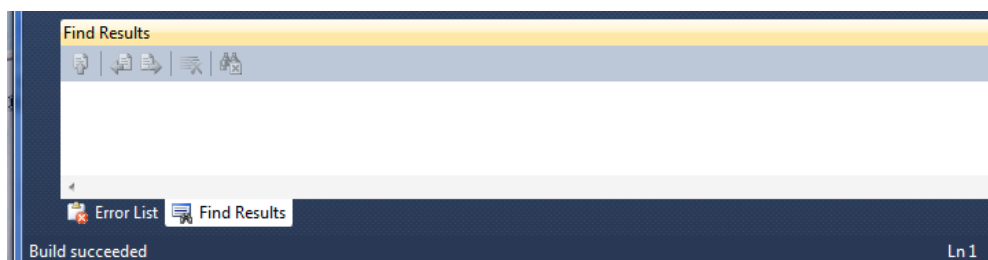 Find Results
Error List Find Results
Build succeeded Ln 1